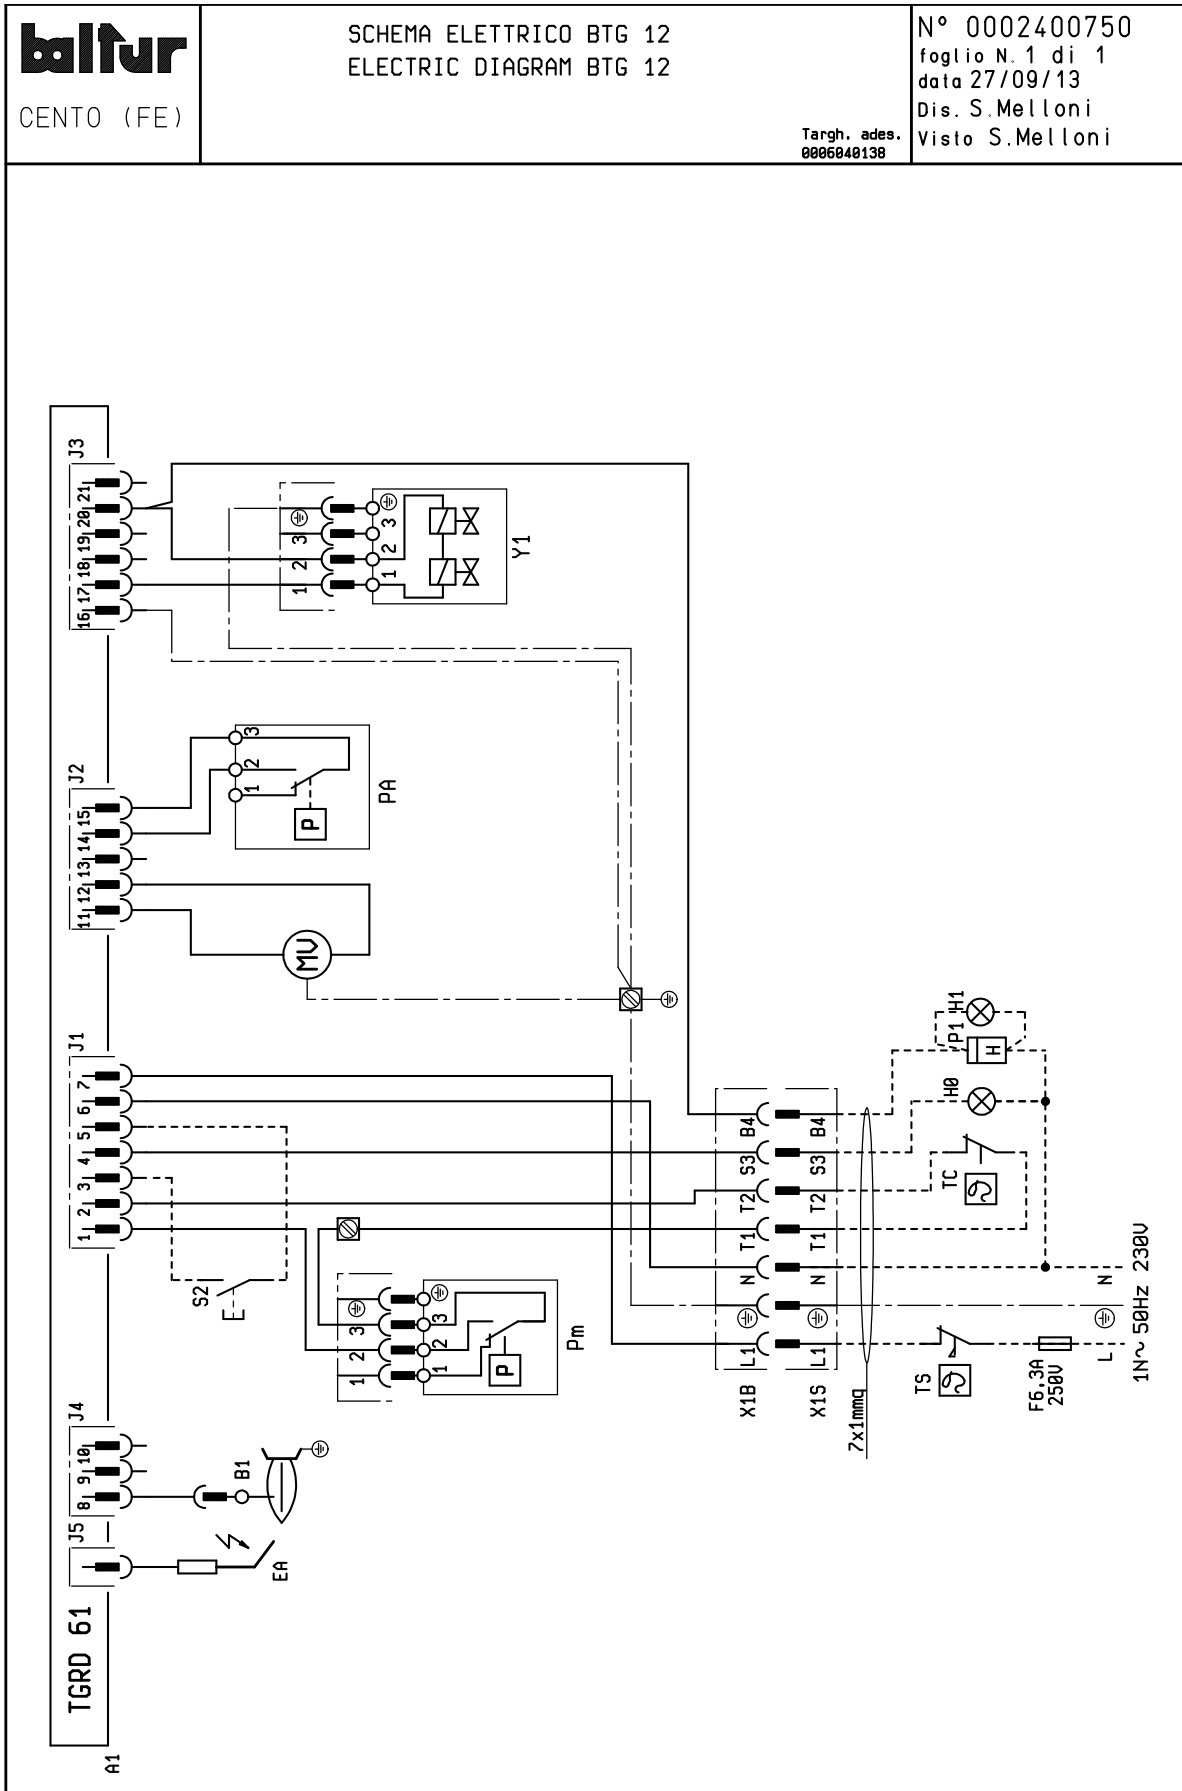 baltur
CENTO (FE)
SCHEMA ELETTRICO BTG 12
ELECTRIC DIAGRAM BTG 12
Targh. ades.
0006040138
N° 0002400750
foglio N. 1 di 1
data 27/09/13
Dis. S.Melloni
Visto S.Melloni
J3
21
20
19
18
17
16
3
2
1
3
2
1
Y1
J2
15
14
13
12
11
3
2
1
P
PA
MV
J1
7
6
5
4
3
2
1
S2
3
2
1
3
2
1
P
Pm
J4
10
9
8
B1
J5
EA
TGRD 61
A1
B4
S3
T2
T1
N
L1
X1B
B4
S3
T2
T1
N
L1
X1S
7x1mmq
H1
P1
H
H0
TC
TS
F6.3A
250V
N
L
1N~ 50Hz 230V